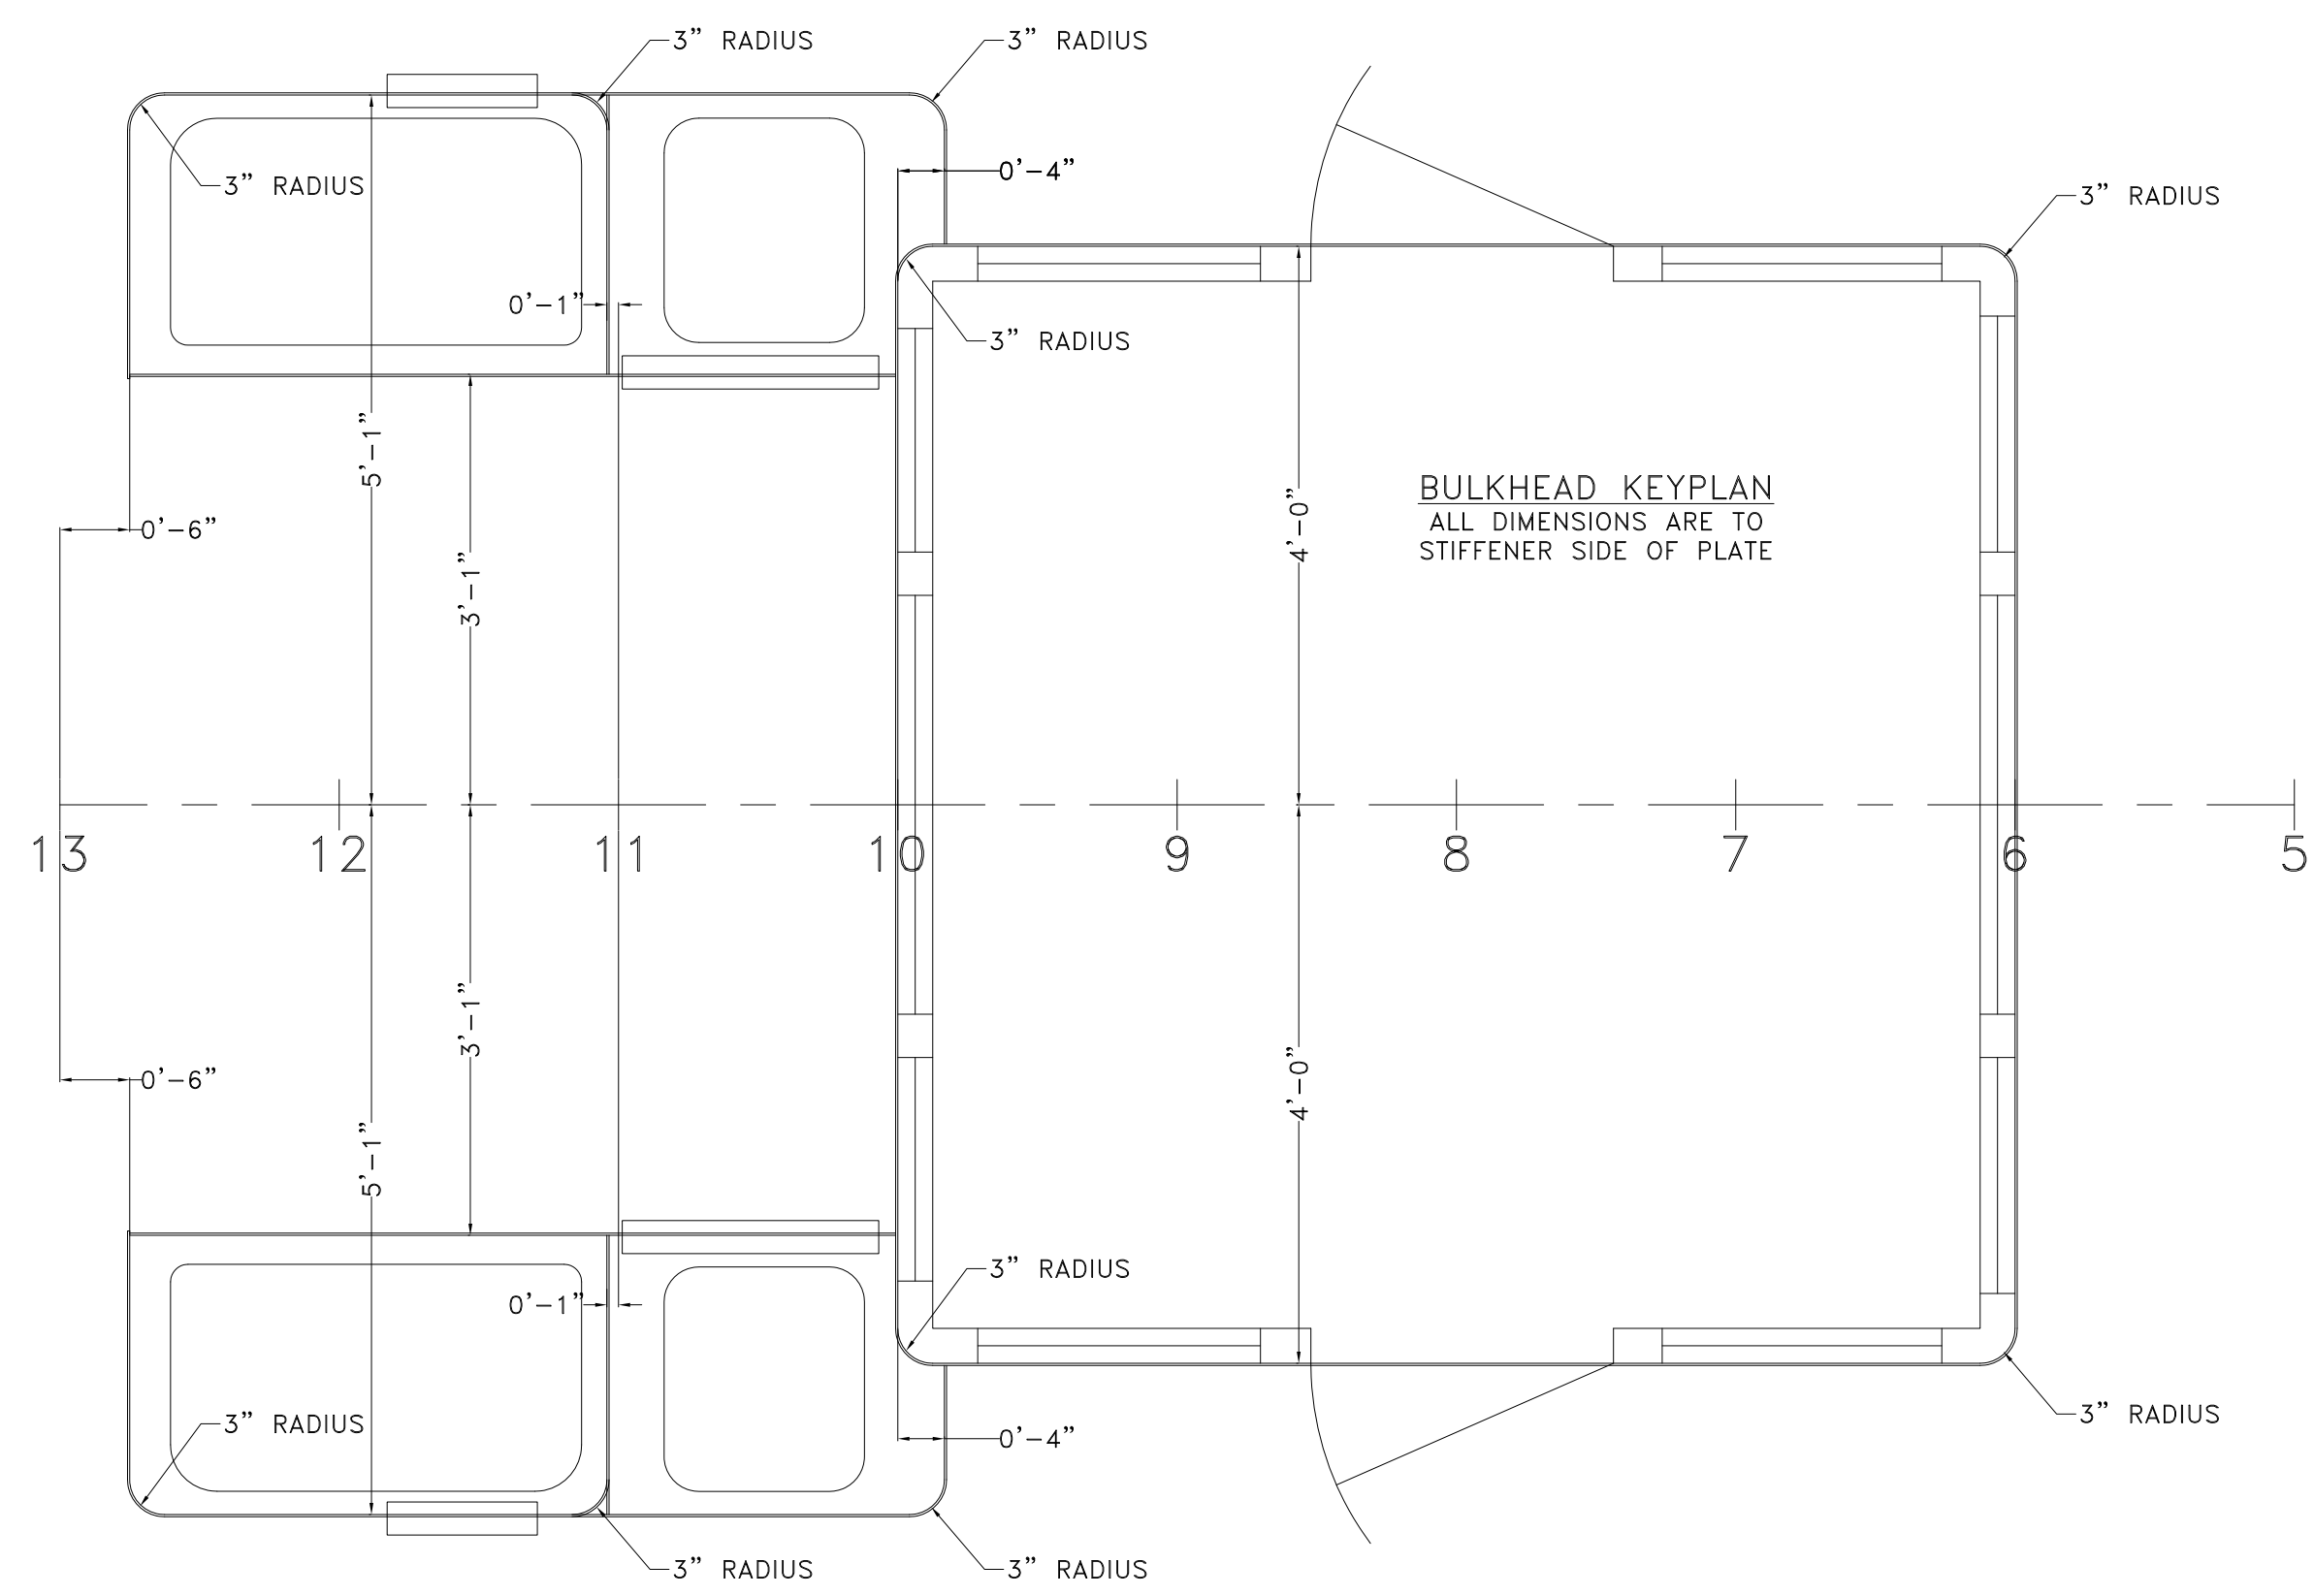 3” RADIUS
3” RADIUS
3” RADIUS
0'-4”
3” RADIUS
0'-1”
3” RADIUS
5'-1”
3'-1”
4'-0”
BULKHEAD KEYPLAN
ALL DIMENSIONS ARE TO
STIFFENER SIDE OF PLATE
0'-6”
13
12
11
10
9
8
7
6
5
3'-1”
4'-0”
0'-6”
5'-1”
3” RADIUS
0'-1”
3” RADIUS
3” RADIUS
0'-4”
3” RADIUS
3” RADIUS